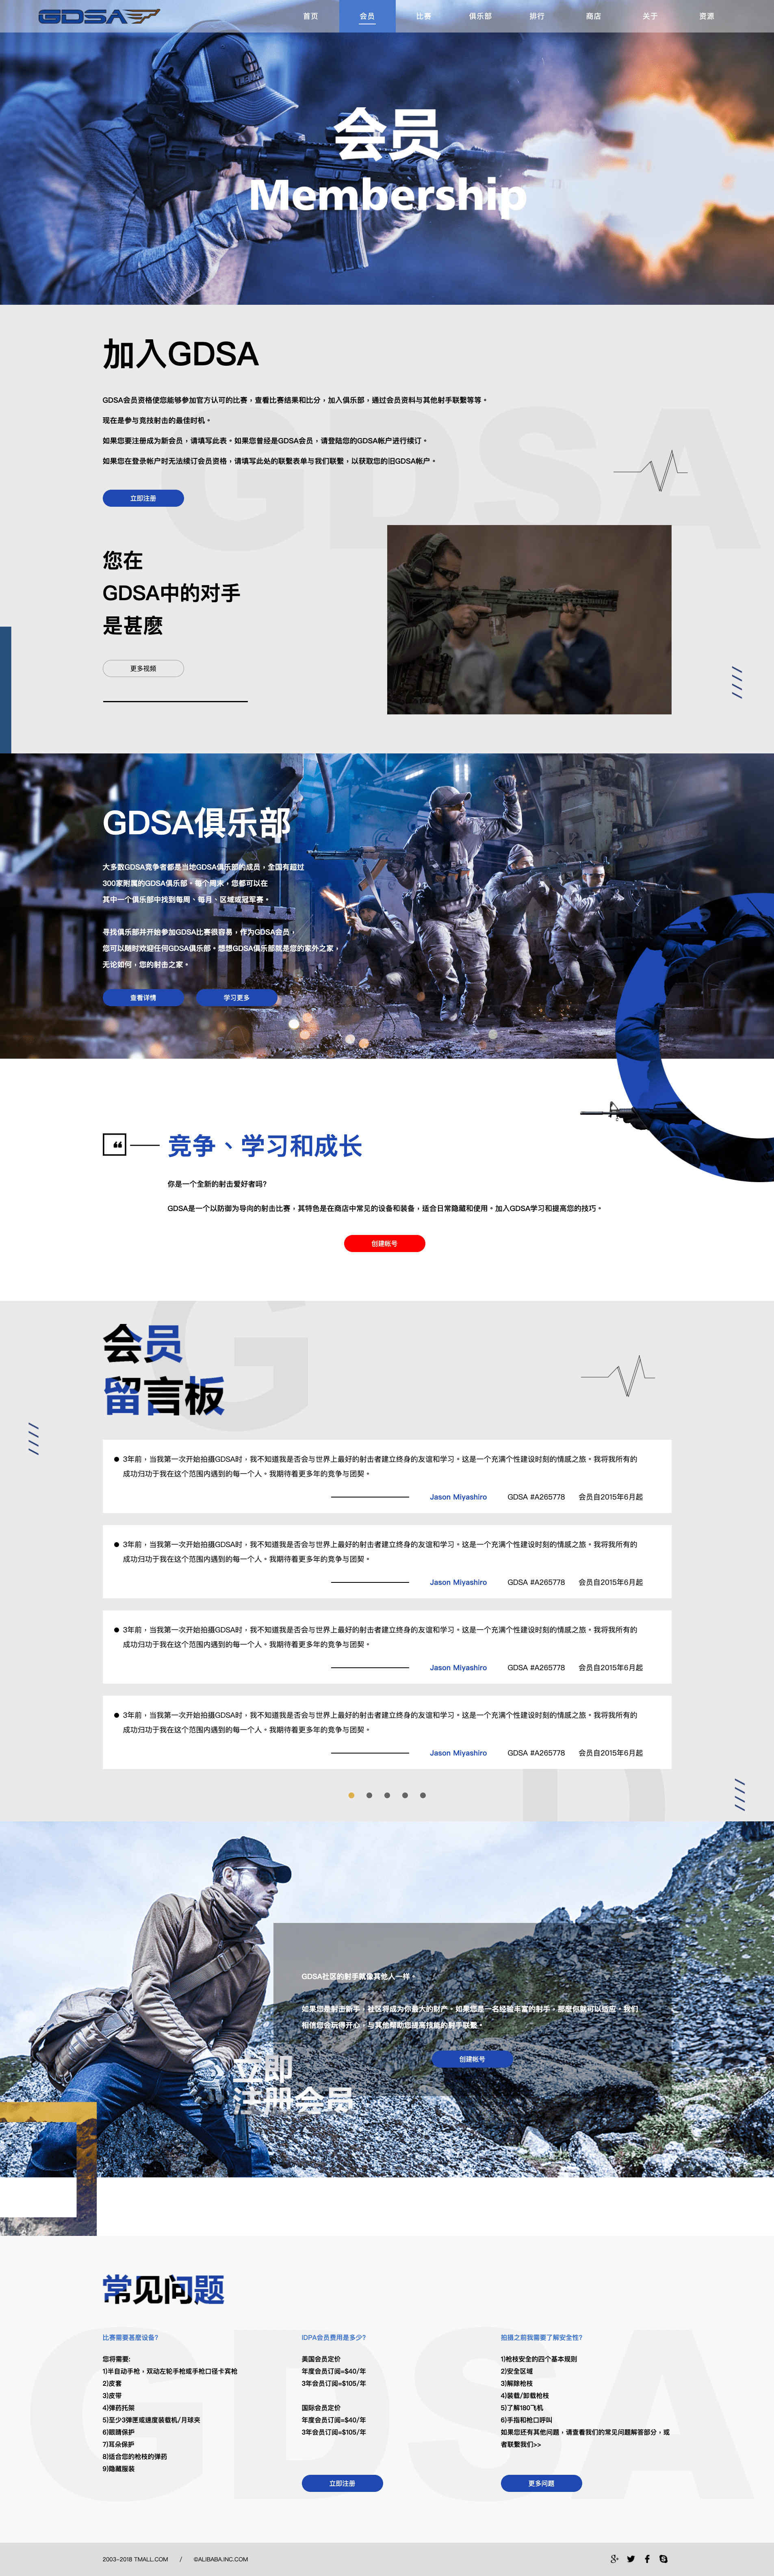 GDSA
首页
会员
比赛
俱乐部
排行
商店
关于
资源
会员
Membership
加入GDSA
GDSA会员资格使您能够参加官方认可的比赛，查看比赛结果和比分，加入俱乐部，通过会员资料与其他射手联繫等等。
现在是参与竞技射击的最佳时机。
如果您要注册成为新会员，请填写此表。如果您曾经是GDSA会员，请登陆您的GDSA帐户进行续订。
如果您在登录帐户时无法续订会员资格，请填写此处的联繫表单与我们联繫，以获取您的旧GDSA帐户。
GDSA
立即注册
您在
GDSA中的对手
是甚麽
更多视频
GDSA俱乐部
大多数GDSA竞争者都是当地GDSA俱乐部的成员，全国有超过
300家附属的GDSA俱乐部。每个周末，您都可以在
其中一个俱乐部中找到每周、每月、区域或冠军赛。
寻找俱乐部并开始参加GDSA比赛很容易，作为GDSA会员，
您可以随时欢迎任何GDSA俱乐部。想想GDSA俱乐部就是您的家外之家，
无论如何，您的射击之家。
查看详情
学习更多
竞争、学习和成长
你是一个全新的射击爱好者吗?
GDSA是一个以防御为导向的射击比赛，其特色是在商店中常见的设备和装备，适合日常隐藏和使用。加入GDSA学习和提高您的技巧。
创建帐号
G
会员
留言板
3年前，当我第一次开始拍摄GDSA时，我不知道我是否会与世界上最好的射击者建立终身的友谊和学习。这是一个充满个性建设时刻的情感之旅。我将我所有的
成功归功于我在这个范围内遇到的每一个人。我期待着更多年的竞争与团契。
Jason Miyashiro GDSA #A265778 会员自2015年6月起
3年前，当我第一次开始拍摄GDSA时，我不知道我是否会与世界上最好的射击者建立终身的友谊和学习。这是一个充满个性建设时刻的情感之旅。我将我所有的
成功归功于我在这个范围内遇到的每一个人。我期待着更多年的竞争与团契。
Jason Miyashiro GDSA #A265778 会员自2015年6月起
3年前，当我第一次开始拍摄GDSA时，我不知道我是否会与世界上最好的射击者建立终身的友谊和学习。这是一个充满个性建设时刻的情感之旅。我将我所有的
成功归功于我在这个范围内遇到的每一个人。我期待着更多年的竞争与团契。
Jason Miyashiro GDSA #A265778 会员自2015年6月起
3年前，当我第一次开始拍摄GDSA时，我不知道我是否会与世界上最好的射击者建立终身的友谊和学习。这是一个充满个性建设时刻的情感之旅。我将我所有的
成功归功于我在这个范围内遇到的每一个人。我期待着更多年的竞争与团契。
Jason Miyashiro GDSA #A265778 会员自2015年6月起
D
GDSA社区的射手就像其他人一样。
如果您是射击新手，社区将成为你最大的财产。如果您是一名经验丰富的射手，那麽你就可以适应。我们
相信您会玩得开心，与其他帮助您提高技能的射手联繫。
创建帐号
立即
注册会员
常见问题
GDSA
比赛需要甚麽设备?
您将需要:
1)半自动手枪，双动左轮手枪或手枪口径卡宾枪
2)皮套
3)皮带
4)弹药托架
5)至少3弹匣或速度装载机/月球夹
6)眼睛保护
7)耳朵保护
8)适合您的枪枝的弹药
9)隐藏服装
IDPA会员费用是多少?
美国会员定价
年度会员订阅=$40/年
3年会员订阅=$105/年
国际会员定价
年度会员订阅=$40/年
3年会员订阅=$105/年
立即注册
拍摄之前我需要了解安全性?
1)枪枝安全的四个基本规则
2)安全区域
3)解除枪枝
4)装载/卸载枪枝
5)了解180飞机
6)手指和枪口呼叫
如果您还有其他问题，请查看我们的常见问题解答部分，或
者联繫我们>>
更多问题
2003-2018 TMALL.COM / ©ALIBABA.INC.COM